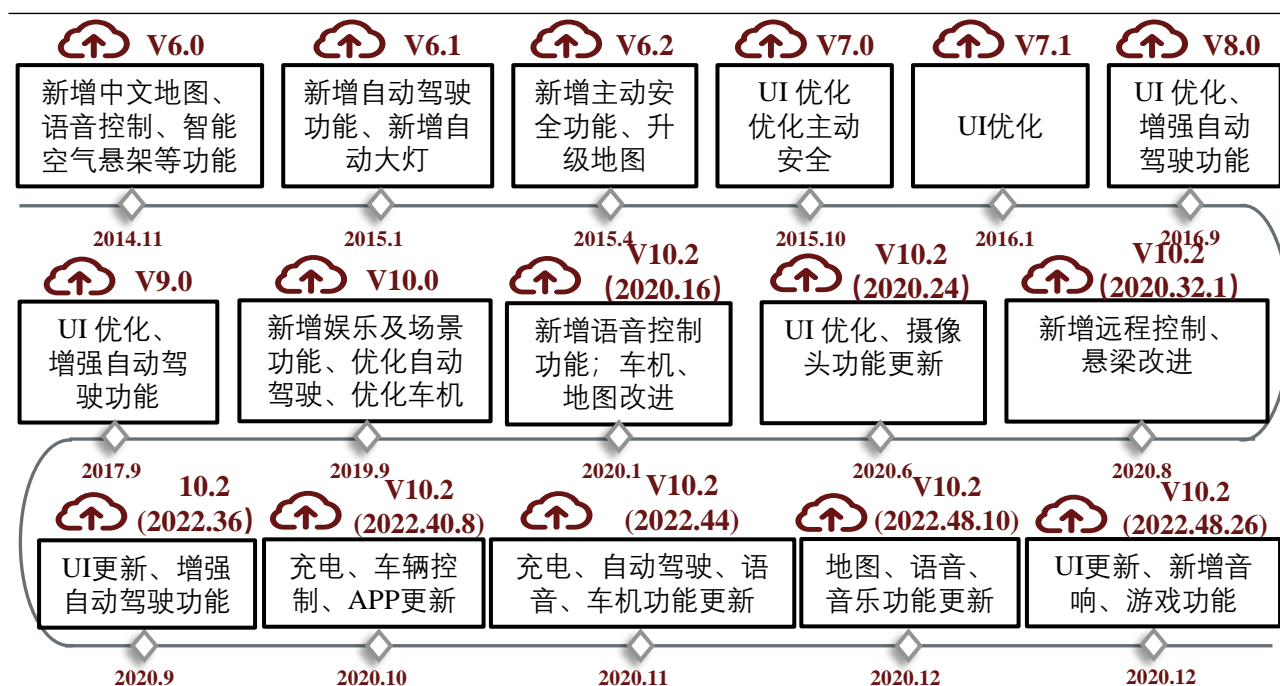 V6.0
新增中文地图、
语音控制、智能
空气悬架等功能
2014.11
V6.1
新增自动驾驶
功能、新增自
动大灯
2015.1
V6.2
新增主动安
全功能、升
级地图
2015.4
V7.0
UI 优化
优化主动
安全
2015.10
V7.1
UI优化
2016.1
V8.0
UI 优化、
增强自动
驾驶功能
2016.9
V9.0
UI 优化、
增强自动驾
驶功能
2017.9
V10.0
新增娱乐及场景
功能、优化自动
驾驶、优化车机
2019.9
V10.2
(2020.16)
新增语音控制
功能；车机、
地图改进
2020.1
V10.2
(2020.24)
UI 优化、摄像
头功能更新
2020.6
V10.2
(2020.32.1)
新增远程控制、
悬梁改进
2020.8
10.2
(2022.36)
UI更新、增强
自动驾驶功能
2020.9
V10.2
(2022.40.8)
充电、车辆控
制、APP更新
2020.10
V10.2
(2022.44)
充电、自动驾驶、语
音、车机功能更新
2020.11
V10.2
(2022.48.10)
地图、语音、
音乐功能更新
2020.12
V10.2
(2022.48.26)
UI更新、新增音
响、游戏功能
2020.12